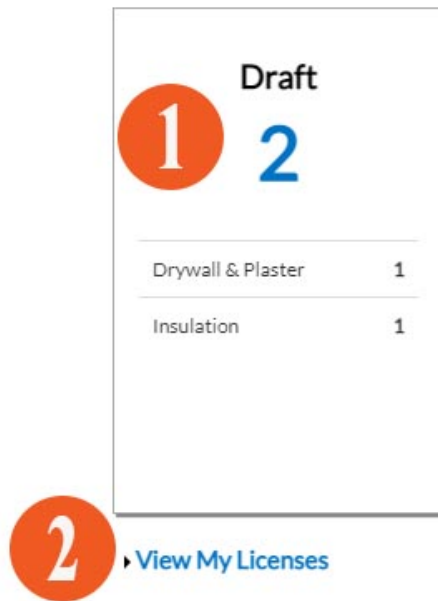 Draft
1 2
Drywall & Plaster 1
Insulation 1
2 View My Licenses